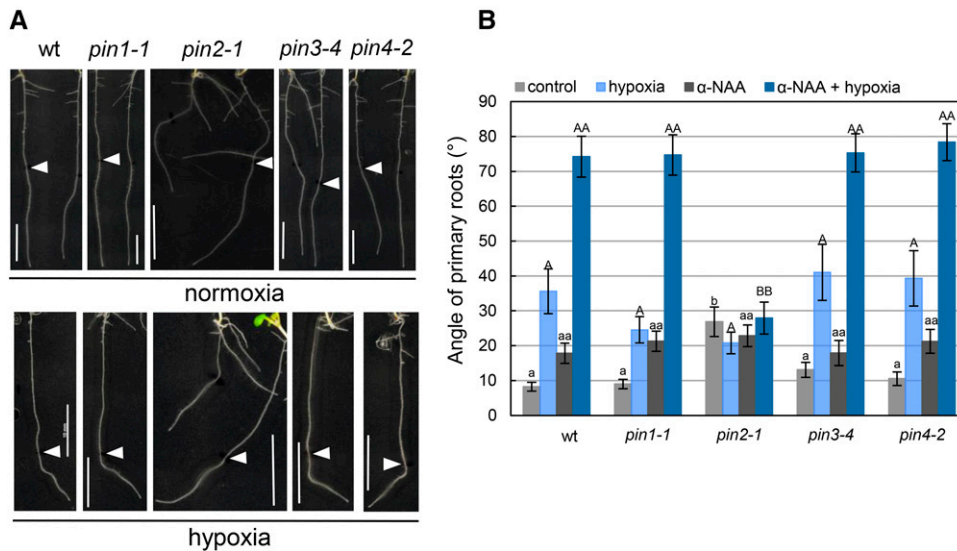 A
wt pin1-1 pin2-1 pin3-4 pin4-2
normoxia
hypoxia
B
control hypoxia α-NAA α-NAA + hypoxia
Angle of primary roots (°)
90
80
70
60
50
40
30
20
10
0
a A aa AA
a A aa AA
b A aa BB
a A aa AA
a A aa AA
wt pin1-1 pin2-1 pin3-4 pin4-2